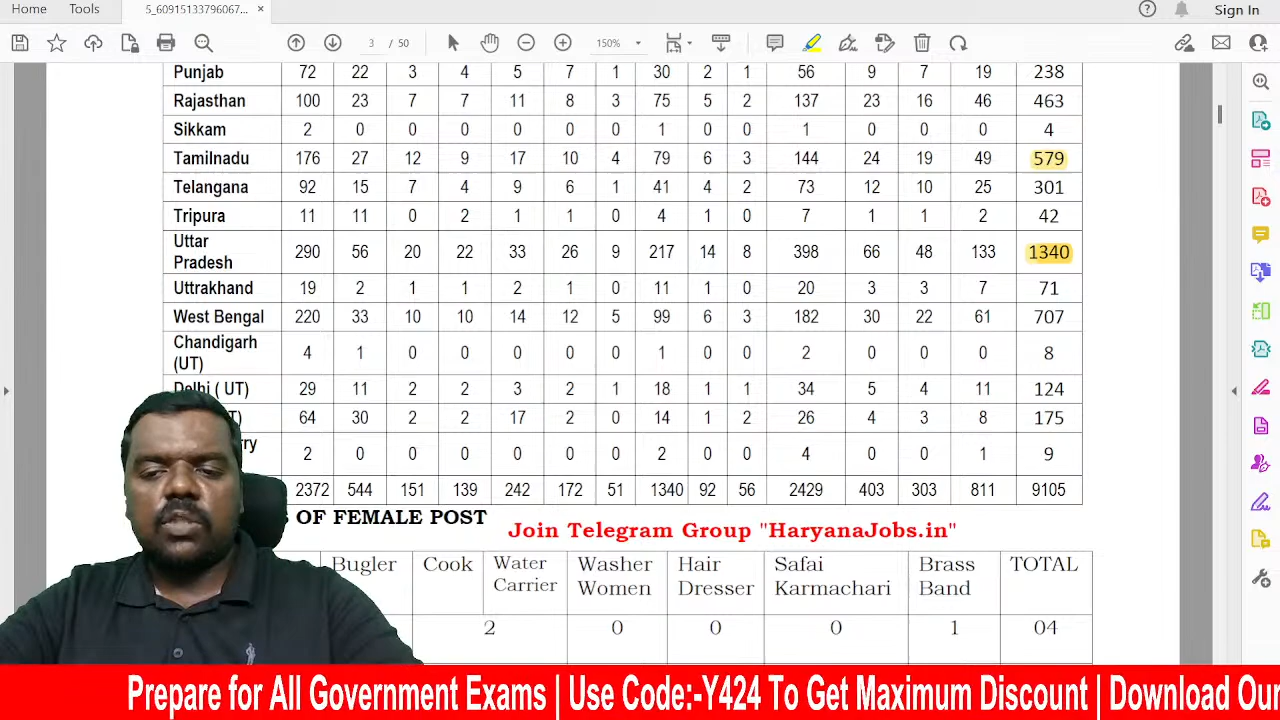 Home Tools 5_60915133796067... × ? Sign In
3 / 50 150%
Punjab 72 22 3 4 5 7 1 30 2 1 56 9 7 19 238
Rajasthan 100 23 7 7 11 8 3 75 5 2 137 23 16 46 463
Sikkam 2 0 0 0 0 0 0 1 0 0 1 0 0 0 4
Tamilnadu 176 27 12 9 17 10 4 79 6 3 144 24 19 49 579
Telangana 92 15 7 4 9 6 1 41 4 2 73 12 10 25 301
Tripura 11 11 0 2 1 1 0 4 1 0 7 1 1 2 42
Uttar
Pradesh 290 56 20 22 33 26 9 217 14 8 398 66 48 133 1340
Uttrakhand 19 2 1 1 2 1 0 11 1 0 20 3 3 7 71
West Bengal 220 33 10 10 14 12 5 99 6 3 182 30 22 61 707
Chandigarh
(UT) 4 1 0 0 0 0 0 1 0 0 2 0 0 0 8
Delhi ( UT) 29 11 2 2 3 2 1 18 1 1 34 5 4 11 124
64 30 2 2 17 2 0 14 1 2 26 4 3 8 175
2 0 0 0 0 0 0 2 0 0 4 0 0 1 9
2372 544 151 139 242 172 51 1340 92 56 2429 403 303 811 9105
OF FEMALE POST
Join Telegram Group "HaryanaJobs.in"
Bugler Cook Water Washer Hair Safai Brass TOTAL
Carrier Women Dresser Karmachari Band
2 0 0 0 1 04
Prepare for All Government Exams | Use Code:-Y424 To Get Maximum Discount | Download Our